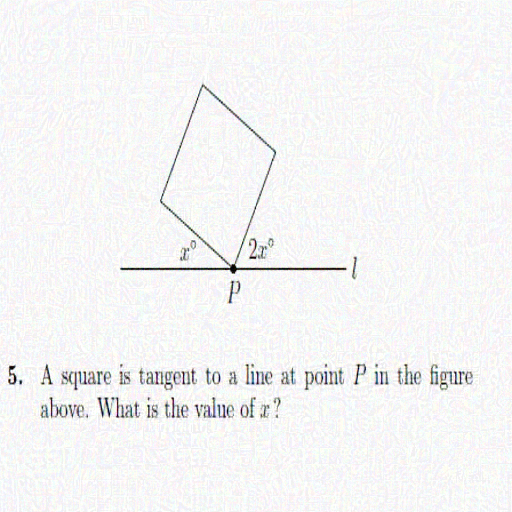 x°
2x°
l
P
5. A square is tangent to a line at point P in the figure
above. What is the value of x?